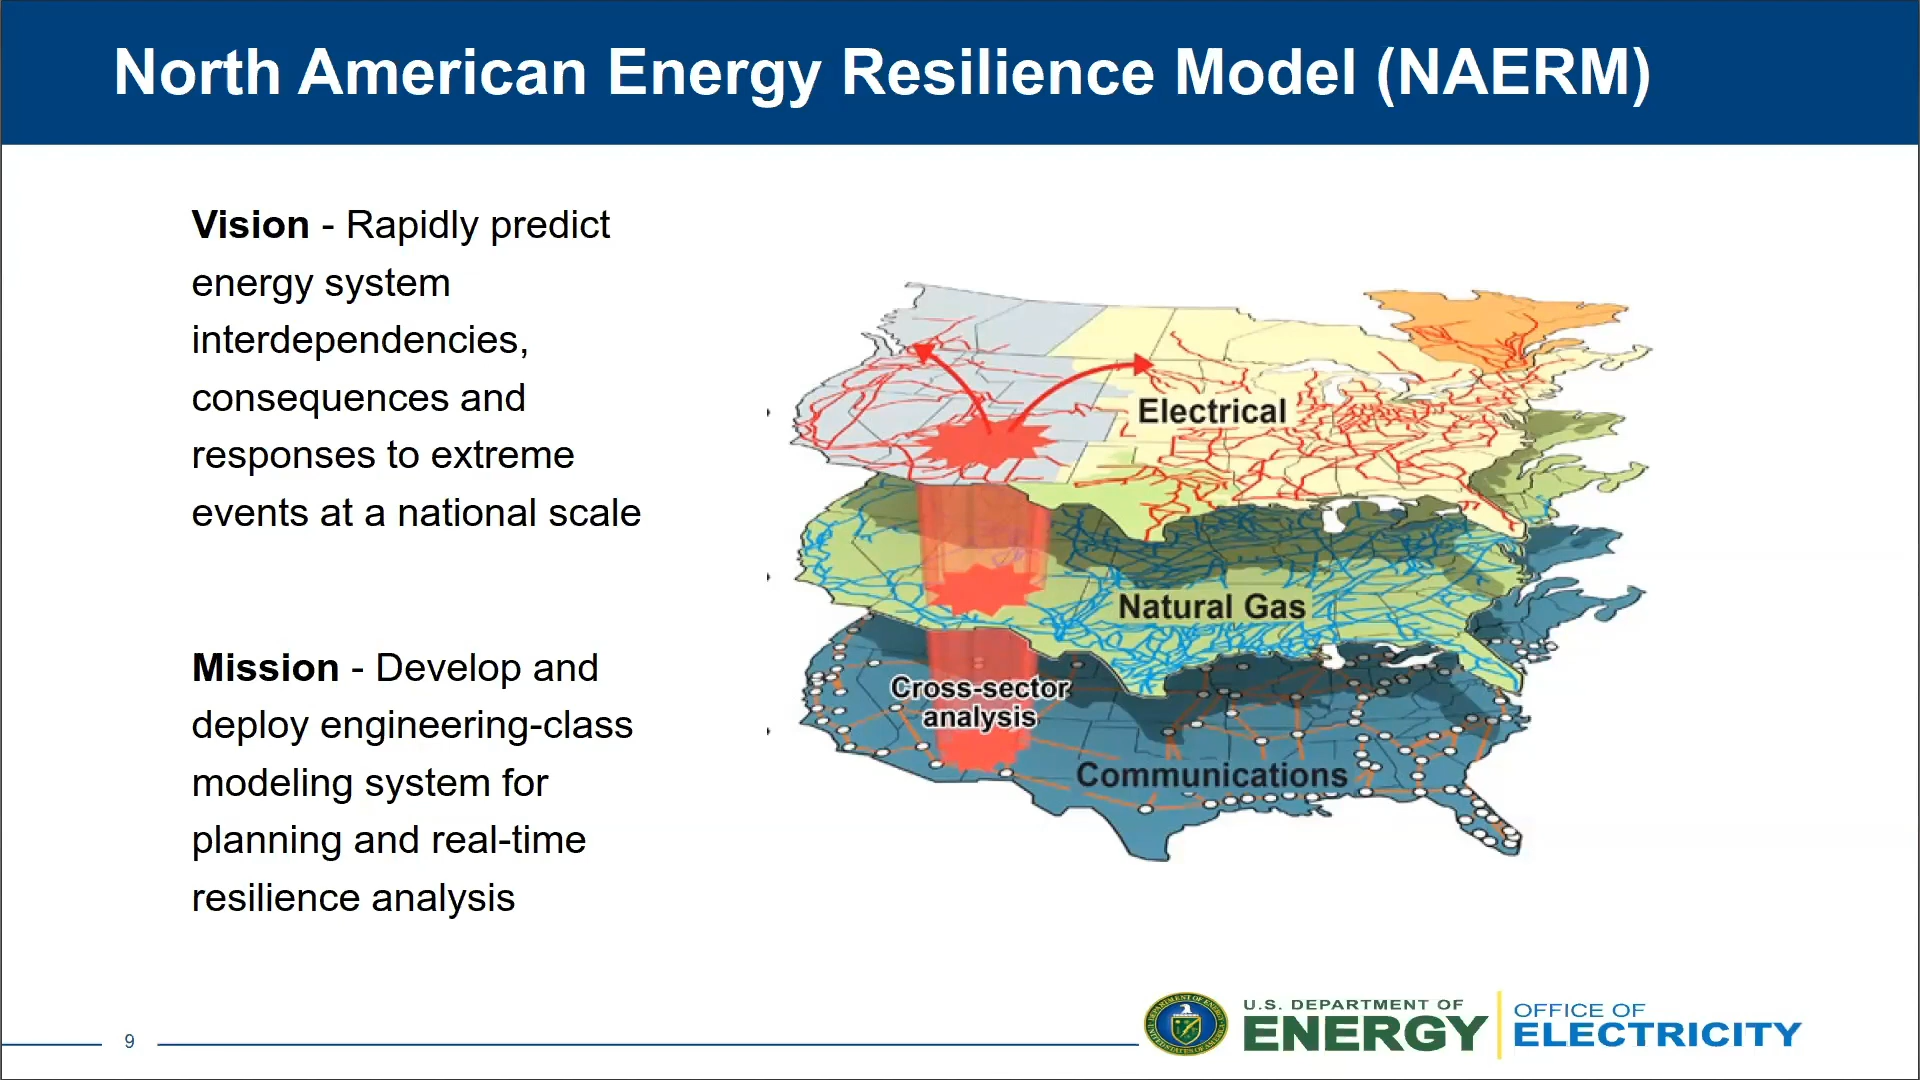 North American Energy Resilience Model (NAERM)
Vision - Rapidly predict
energy system
interdependencies,
consequences and
responses to extreme
events at a national scale
Mission - Develop and
deploy engineering-class
modeling system for
planning and real-time
resilience analysis
Electrical
Natural Gas
Cross-sector
analysis
Communications
9
U.S. DEPARTMENT OF
ENERGY
OFFICE OF
ELECTRICITY